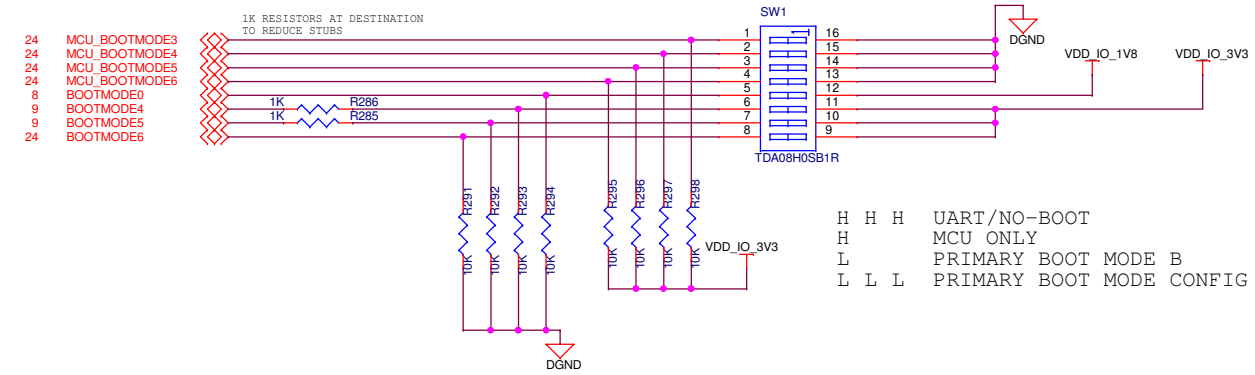 1K RESISTORS AT DESTINATION
TO REDUCE STUBS
SW1
24 MCU_BOOTMODE3
24 MCU_BOOTMODE4
24 MCU_BOOTMODE5
24 MCU_BOOTMODE6
8 BOOTMODE0
9 BOOTMODE4
9 BOOTMODE5
24 BOOTMODE6
1K R286
1K R285
1 16
2 15
3 14
4 13
5 12
6 11
7 10
8 9
1
TDA08H0SB1R
DGND
VDD_IO_1V8
VDD_IO_3V3
R291
R292
R293
R294
R295
R296
R297
R298
10K
10K
10K
10K
10K
10K
10K
10K
VDD_IO_3V3
DGND
H H H UART/NO-BOOT
H MCU ONLY
L PRIMARY BOOT MODE B
L L L PRIMARY BOOT MODE CONFIG